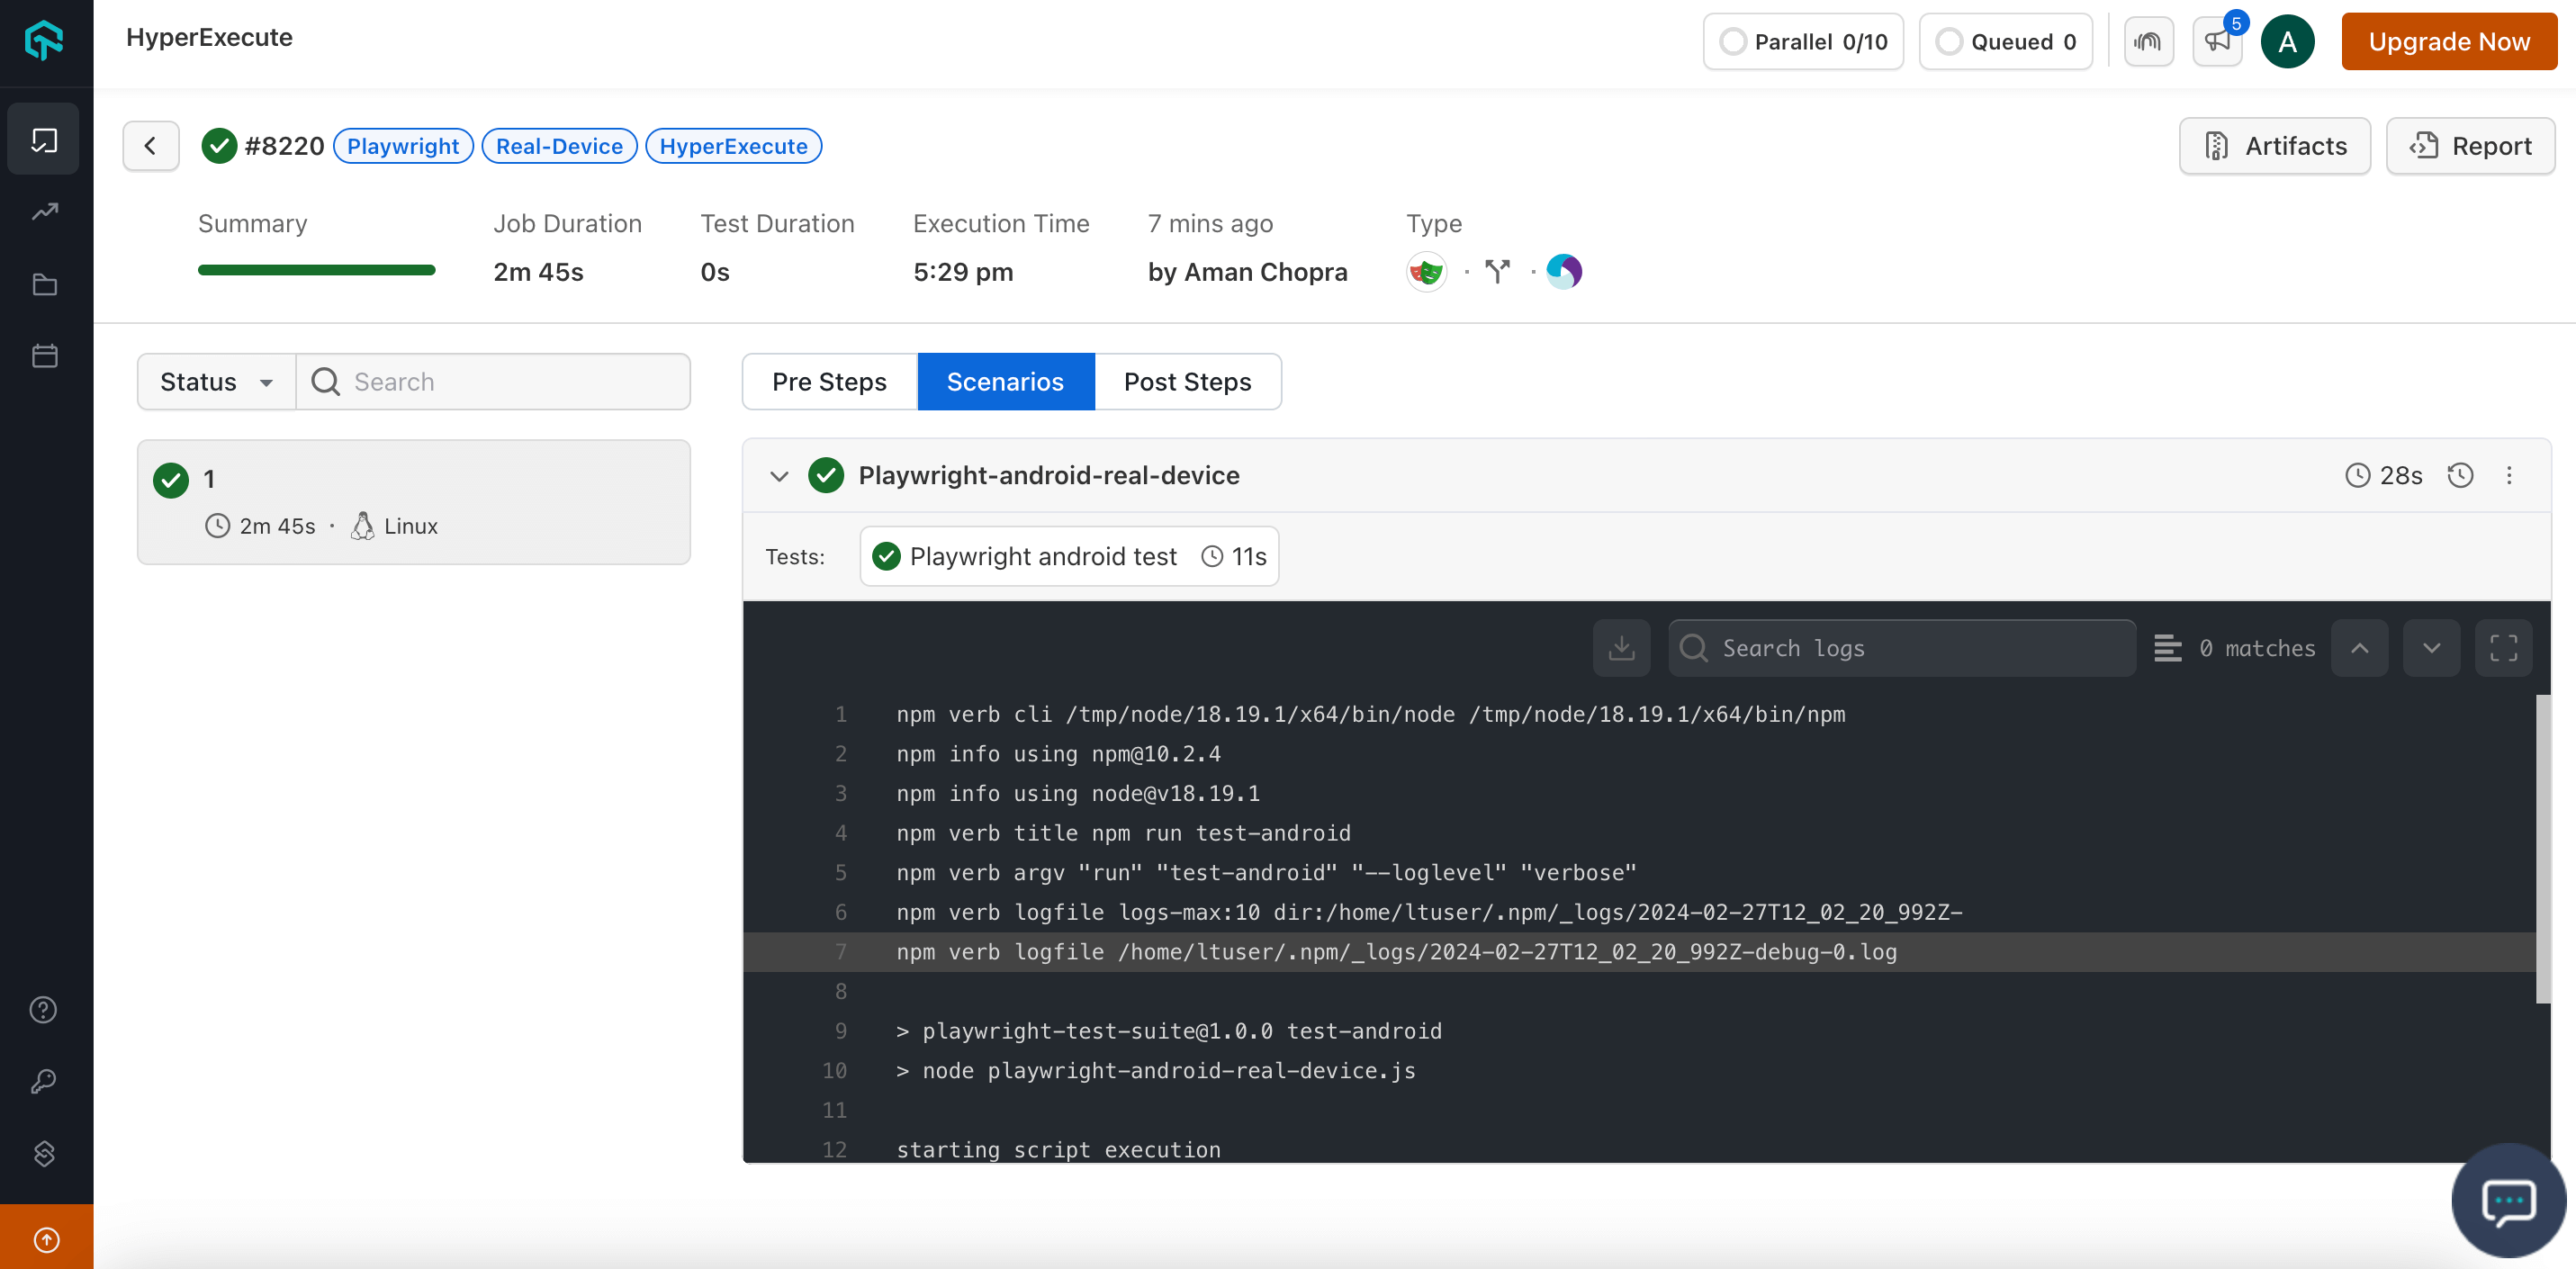 HyperExecute
Parallel 0/10
Queued 0
5
A
Upgrade Now
#8220 Playwright Real-Device HyperExecute
Artifacts
Report
Summary
Job Duration
2m 45s
Test Duration
0s
Execution Time
5:29 pm
7 mins ago
by Aman Chopra
Type
Status
Search
Pre Steps
Scenarios
Post Steps
1
2m 45s · Linux
Playwright-android-real-device
28s
Tests:
Playwright android test
11s
Search logs
0 matches
1 npm verb cli /tmp/node/18.19.1/x64/bin/node /tmp/node/18.19.1/x64/bin/npm
2 npm info using npm@10.2.4
3 npm info using node@v18.19.1
4 npm verb title npm run test-android
5 npm verb argv "run" "test-android" "--loglevel" "verbose"
6 npm verb logfile logs-max:10 dir:/home/ltuser/.npm/_logs/2024-02-27T12_02_20_992Z-
7 npm verb logfile /home/ltuser/.npm/_logs/2024-02-27T12_02_20_992Z-debug-0.log
8
9 > playwright-test-suite@1.0.0 test-android
10 > node playwright-android-real-device.js
11
12 starting script execution